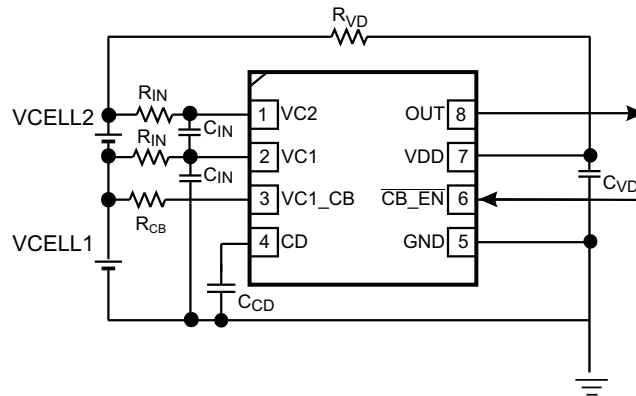 RVD
RIN
VCELL2
CIN
RIN
CIN
RCB
VCELL1
CCD
1 VC2
2 VC1
3 VC1_CB
4 CD
OUT 8
VDD 7
CB_EN 6
GND 5
CVD